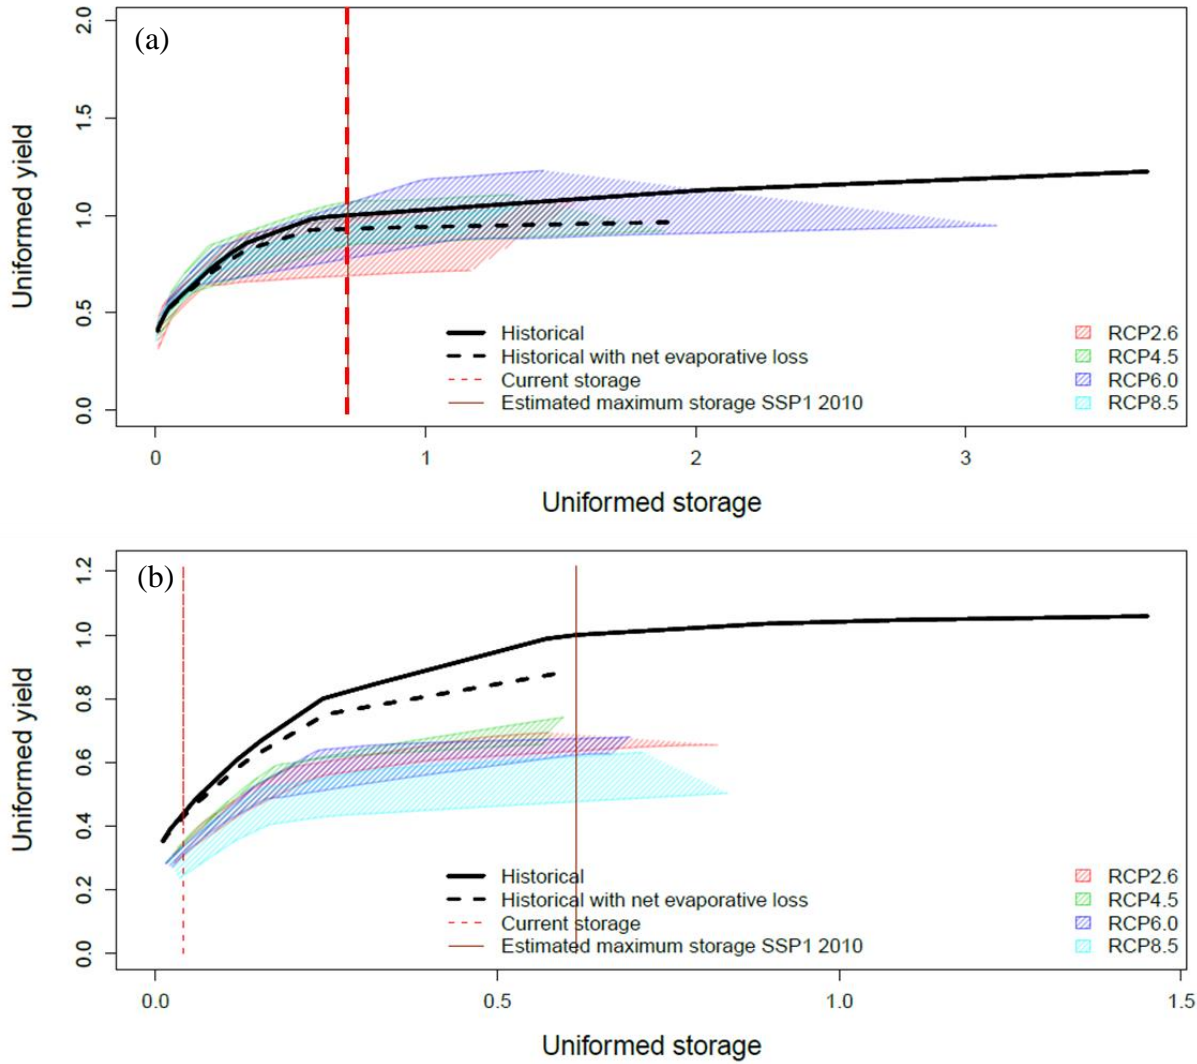 (a)
Uniformed yield
2.0
1.5
1.0
0.5
0.0
Historical
Historical with net evaporative loss
Current storage
Estimated maximum storage SSP1 2010
RCP2.6
RCP4.5
RCP6.0
RCP8.5
0 1 2 3
Uniformed storage
(b)
Uniformed yield
1.2
1.0
0.8
0.6
0.4
0.2
0.0
Historical
Historical with net evaporative loss
Current storage
Estimated maximum storage SSP1 2010
RCP2.6
RCP4.5
RCP6.0
RCP8.5
0.0 0.5 1.0 1.5
Uniformed storage